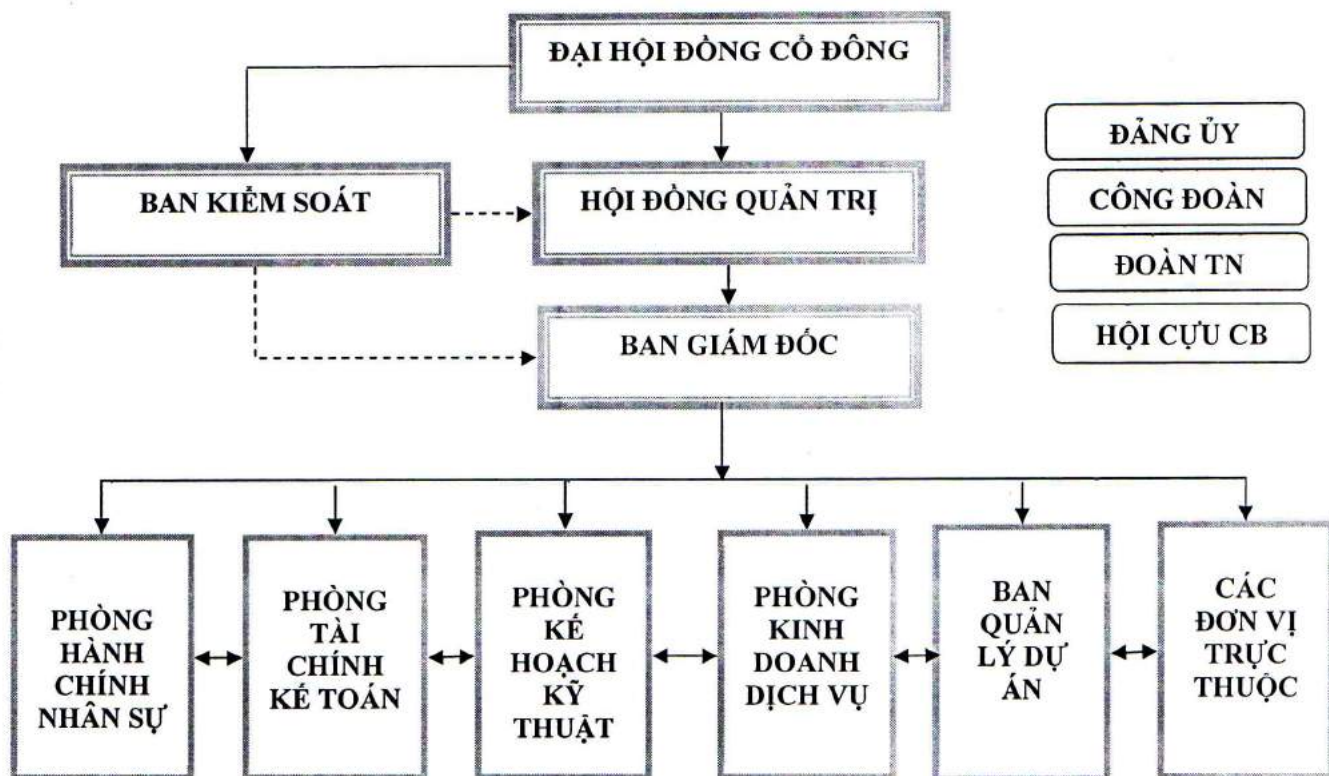 ĐẠI HỘI ĐỒNG CỔ ĐÔNG
ĐẢNG ỦY
BAN KIỂM SOÁT
HỘI ĐỒNG QUẢN TRỊ
CÔNG ĐOÀN
ĐOÀN TN
BAN GIÁM ĐỐC
HỘI CỰU CB
PHÒNG
HÀNH
CHÍNH
NHÂN SỰ
PHÒNG
TÀI
CHÍNH
KẾ TOÁN
PHÒNG
KẾ
HOẠCH
KỸ
THUẬT
PHÒNG
KINH
DOANH
DỊCH VỤ
BAN
QUẢN
LÝ DỰ
ÁN
CÁC
ĐƠN VỊ
TRỰC
THUỘC